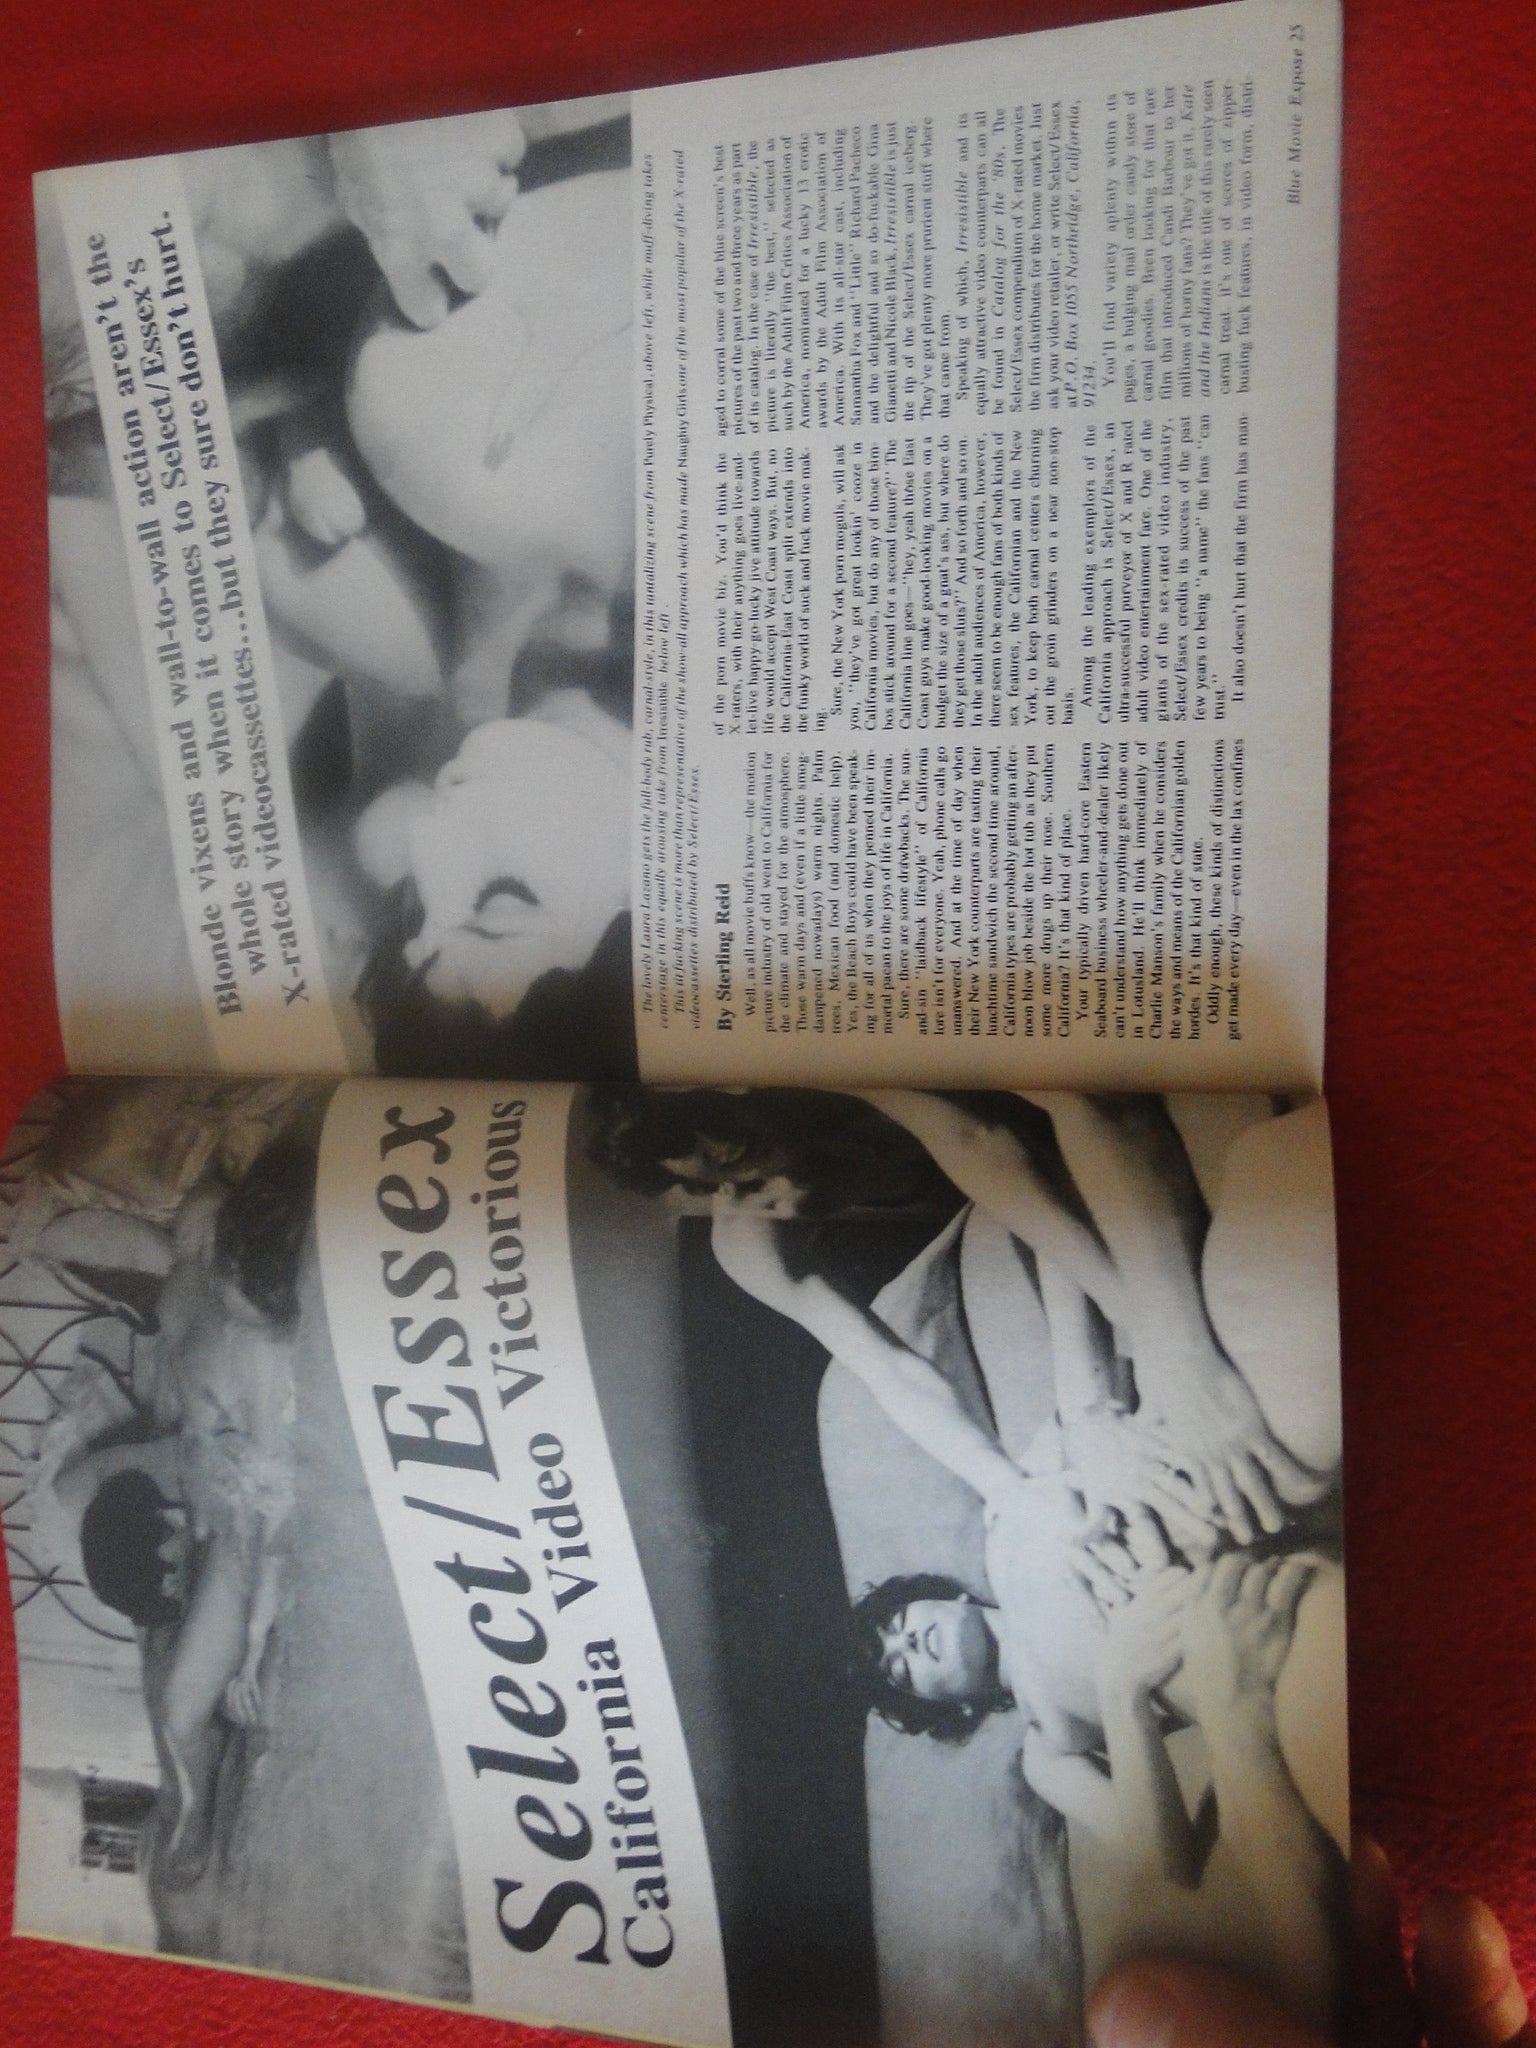 Select/Essex
California Video Victorious
Blonde vixens and wall-to-wall action aren't the
whole story when it comes to Select/Essex's
X-rated videocassettes...but they sure don't hurt.
The lovely Laura Lazano gets the full-body rub, carnal-style, in this tantalizing scene from Purely Physical, above left, while muff-diving takes
centerstage in this equally arousing take from Irresistible below left .
This titfucking scene is more than representative of the show-all approach which has made Naughty Girls one of the most popular of the X-rated
videocassettes distributed by Select/Essex.
By Sterling Reid
Well, as all movie buffs know—the motion
picture industry of old went to California for
the climate and stayed for the atmosphere.
Those warm days and (even if a little smog-
dampened nowadays) warm nights. Palm
trees. Mexican food (and domestic help).
Yes, the Beach Boys could have been speak-
ing for all of us when they penned their im-
mortal paean to the joys of life in California.
Sure, there are some drawbacks. The sun-
and-sin "laidback lifestyle" of California
lore isn't for everyone. Yeah, phone calls go
unanswered. And at the time of day when
their New York counterparts are tasting their
lunchtime sandwich the second time around,
California types are probably getting an after-
noon blow job beside the hot tub as they put
some more drugs up their nose. Southern
California? It's that kind of place.
Your typically driven hard-core Eastern
Seaboard business wheeler-and-dealer likely
can't understand how anything gets done out
in Lotusland. He'll think immediately of
Charlie Manson's family when he considers
the ways and means of the Californian golden
hordes. It's that kind of state.
Oddly enough, these kinds of distinctions
get made every day—even in the lax confines
of the porn movie biz. You'd think the
X-raters, with their anything goes live-and-
let-live happy-go-lucky jive attitude towards
life would accept West Coast ways. But, no
the California-East Coast split extends into
the funky world of suck and fuck movie mak-
ing.
Sure, the New York porn moguls, will ask
you, "they've got great lookin' cooze in
California movies, but do any of those bim-
bos stick around for a second feature?" The
California line goes—"hey, yeah those East
Coast guys make good-looking movies on a
budget the size of a gnat's ass, but where do
they get those sluts?" And so forth and so on.
In the adult audiences of America, however,
there seem to be enough fans of both kinds of
sex features, the Californian and the New
York, to keep both carnal centers churning
out the groin grinders on a near non-stop
basis.
Among the leading exemplors of the
California approach is Select/Essex, an
ultra-successful purveyor of X and R rated
adult video entertainment fare. One of the
giants of the sex-rated video industry,
Select/Essex credits its success of the past
few years to being "a name" the fans "can
trust."
It also doesn't hurt that the firm has man-
aged to corral some of the blue screen's best
pictures of the past two and three years as part
of its catalog. In the case of Irresistible, the
picture is literally "the best," selected as
such by the Adult Film Critics Association of
America, nominated for a lucky 13 erotic
awards by the Adult Film Association of
America. With its all-star cast, including
Samantha Fox and "Little" Richard Pacheco
and the delightful and so do-fuckable Gina
Gianetti and Nicole Black, Irresistible is just
the tip of the Select/Essex carnal iceberg.
They've got plenty more prurient stuff where
that came from.
Speaking of which, Irresistible and its
equally attractive video counterparts can all
be found in Catalog for the '80s, The
Select/Essex compendium of X-rated movies
the firm distributes for the home market. Just
ask your video retailer, or write Select/Essex
at P.O. Box 1055 Northridge, California,
91234.
You'll find variety aplenty within its
pages, a bulging mail order candy store of
carnal goodies. Been looking for that rare
film that introduced Candi Barbour to her
millions of horny fans? They've got it, Kate
and the Indians is the title of this rarely seen
carnal treat. it's one of scores of zipper-
busting fuck features, in video form, distri-
Blue Movie Expose 25